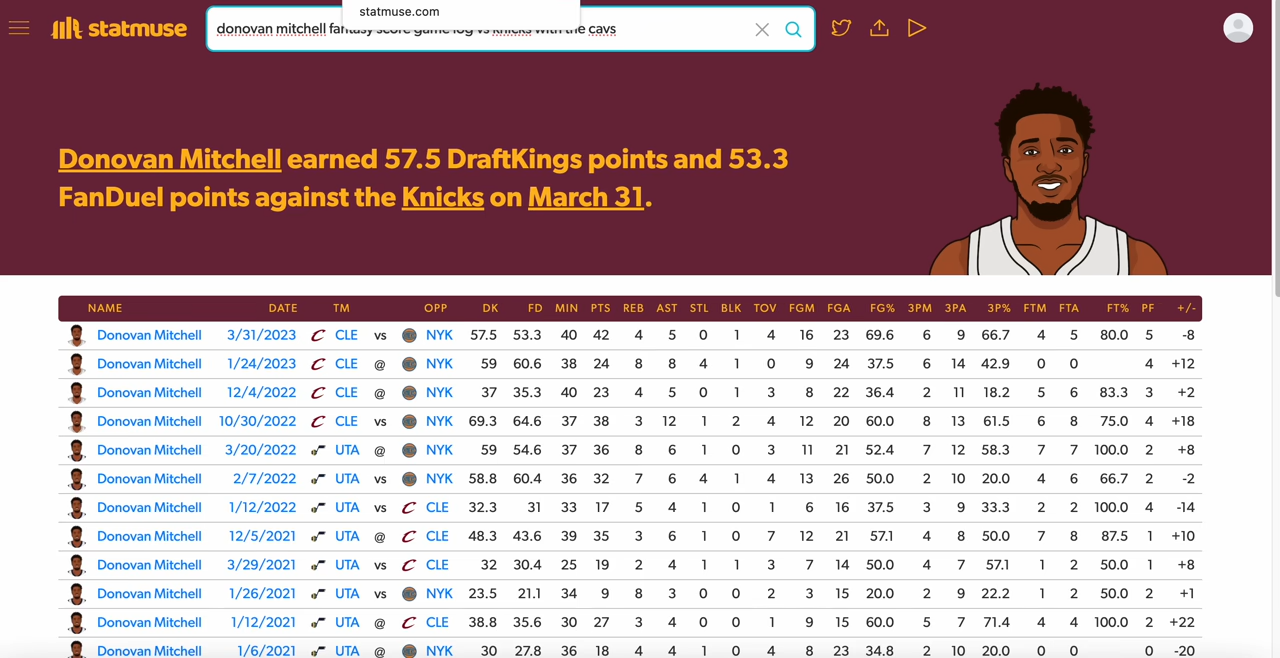 statmuse.com
statmuse
donovan mitchell fantasy score game log vs knicks with the cavs
Donovan Mitchell earned 57.5 DraftKings points and 53.3
FanDuel points against the Knicks on March 31.
NAME DATE TM OPP DK FD MIN PTS REB AST STL BLK TOV FGM FGA FG% 3PM 3PA 3P% FTM FTA FT% PF +/-
Donovan Mitchell 3/31/2023 CLE vs NYK 57.5 53.3 40 42 4 5 0 1 4 16 23 69.6 6 9 66.7 4 5 80.0 5 -8
Donovan Mitchell 1/24/2023 CLE @ NYK 59 60.6 38 24 8 8 4 1 0 9 24 37.5 6 14 42.9 0 0 4 +12
Donovan Mitchell 12/4/2022 CLE @ NYK 37 35.3 40 23 4 5 0 1 3 8 22 36.4 2 11 18.2 5 6 83.3 3 +2
Donovan Mitchell 10/30/2022 CLE vs NYK 69.3 64.6 37 38 3 12 1 2 4 12 20 60.0 8 13 61.5 6 8 75.0 4 +18
Donovan Mitchell 3/20/2022 UTA @ NYK 59 54.6 37 36 8 6 1 0 3 11 21 52.4 7 12 58.3 7 7 100.0 2 +8
Donovan Mitchell 2/7/2022 UTA vs NYK 58.8 60.4 36 32 7 6 4 1 4 13 26 50.0 2 10 20.0 4 6 66.7 2 -2
Donovan Mitchell 1/12/2022 UTA vs CLE 32.3 31 33 17 5 4 1 0 1 6 16 37.5 3 9 33.3 2 2 100.0 4 -14
Donovan Mitchell 12/5/2021 UTA @ CLE 48.3 43.6 39 35 3 6 1 0 7 12 21 57.1 4 8 50.0 7 8 87.5 1 +10
Donovan Mitchell 3/29/2021 UTA vs CLE 32 30.4 25 19 2 4 1 1 3 7 14 50.0 4 7 57.1 1 2 50.0 1 +8
Donovan Mitchell 1/26/2021 UTA vs NYK 23.5 21.1 34 9 8 3 0 0 2 3 15 20.0 2 9 22.2 1 2 50.0 2 +1
Donovan Mitchell 1/12/2021 UTA @ CLE 38.8 35.6 30 27 3 4 0 0 1 9 15 60.0 5 7 71.4 4 4 100.0 2 +22
Donovan Mitchell 1/6/2021 UTA @ NYK 30 27.8 36 18 4 4 1 0 4 8 23 34.8 2 10 20.0 0 0 0 -20